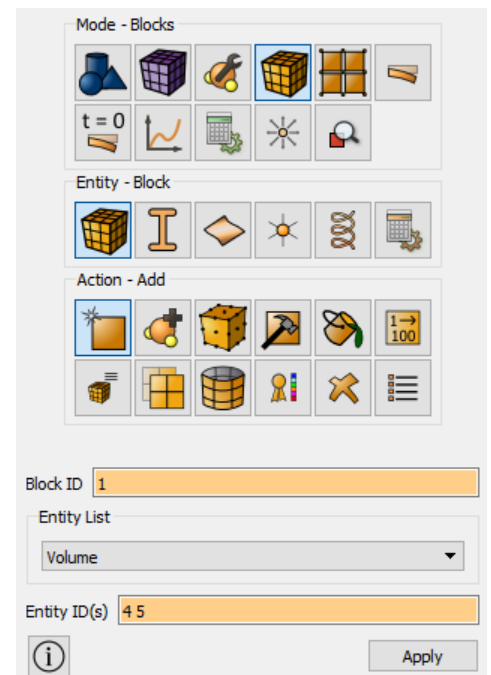 Mode - Blocks
t = 0
Entity - Block
Action - Add
1→
100
Block ID 1
Entity List
Volume
Entity ID(s) 4 5
i Apply